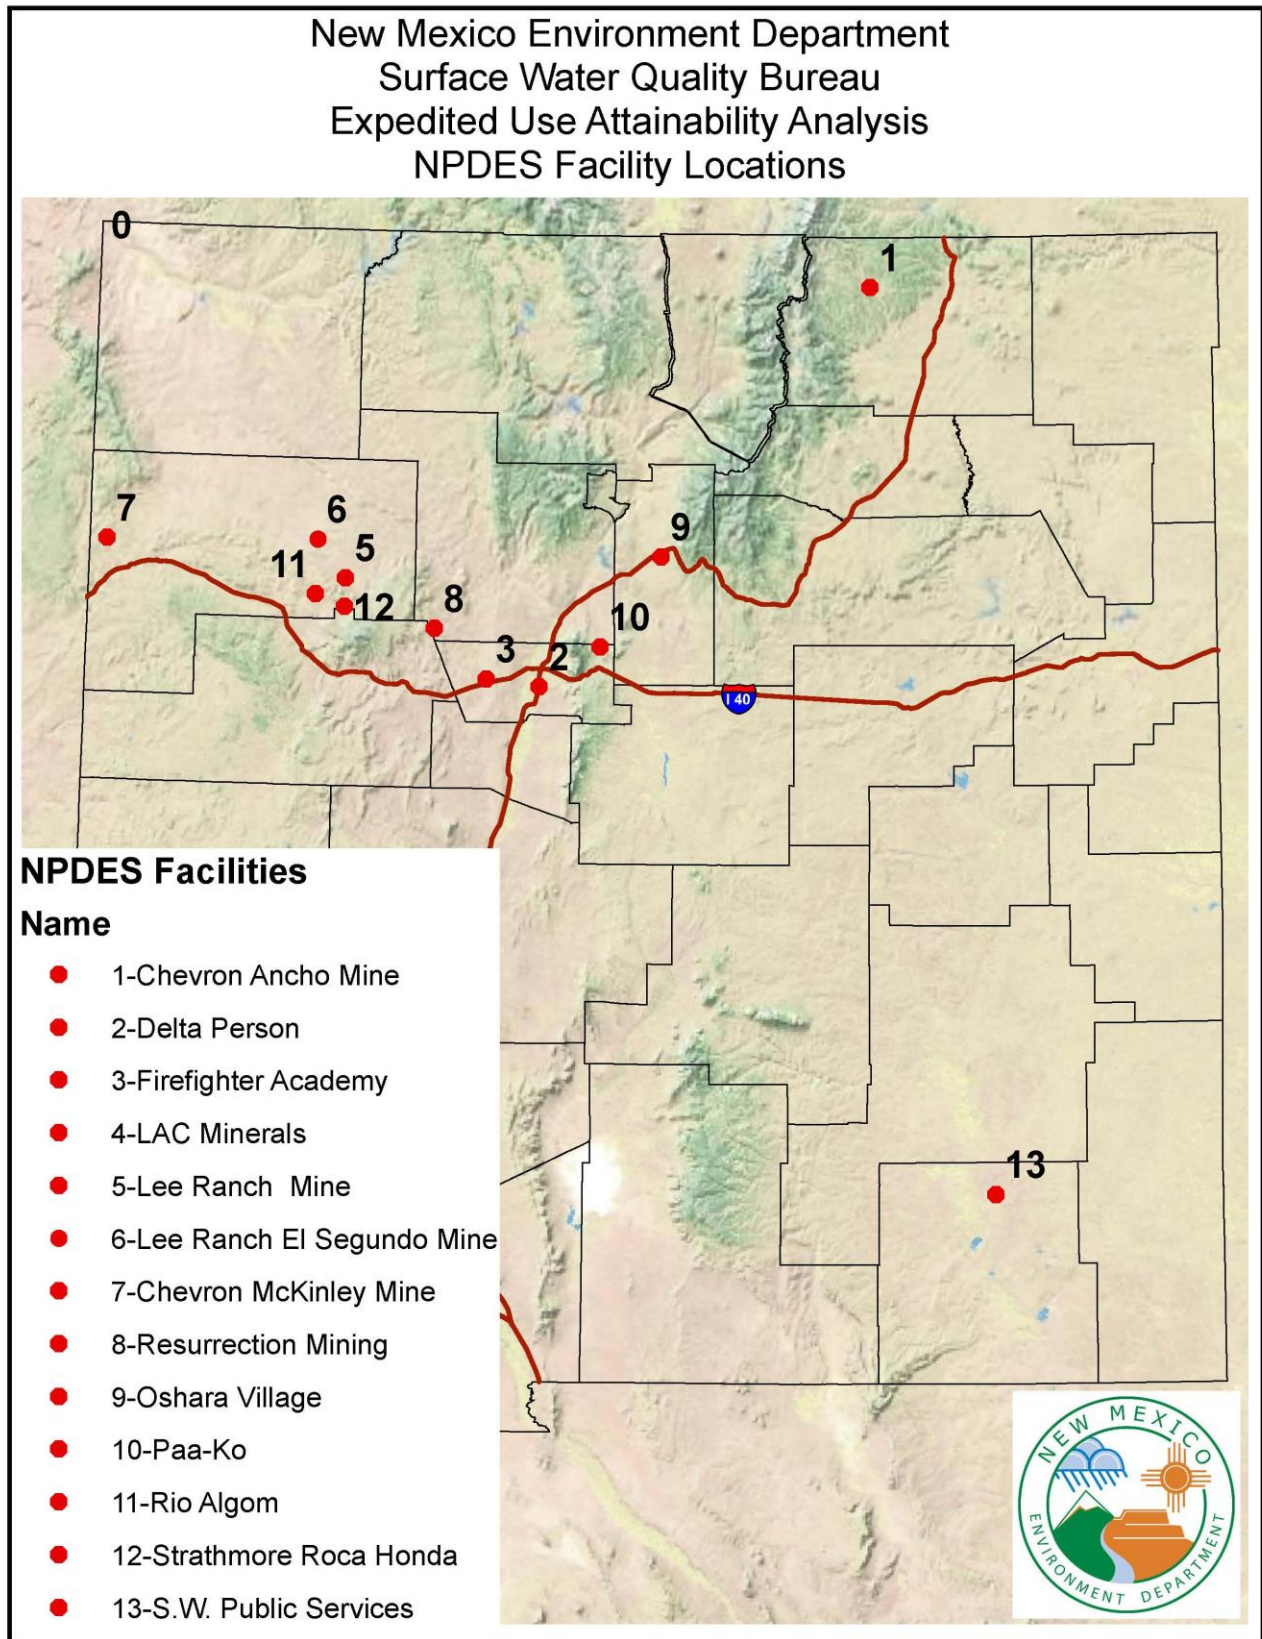 New Mexico Environment Department
Surface Water Quality Bureau
Expedited Use Attainability Analysis
NPDES Facility Locations
0
1
7
6
5
11
12
8
9
10
3
2
I 40
13
NPDES Facilities
Name
1-Chevron Ancho Mine
2-Delta Person
3-Firefighter Academy
4-LAC Minerals
5-Lee Ranch  Mine
6-Lee Ranch El Segundo Mine
7-Chevron McKinley Mine
8-Resurrection Mining
9-Oshara Village
10-Paa-Ko
11-Rio Algom
12-Strathmore Roca Honda
13-S.W. Public Services
NEW MEXICO
ENVIRONMENT DEPARTMENT